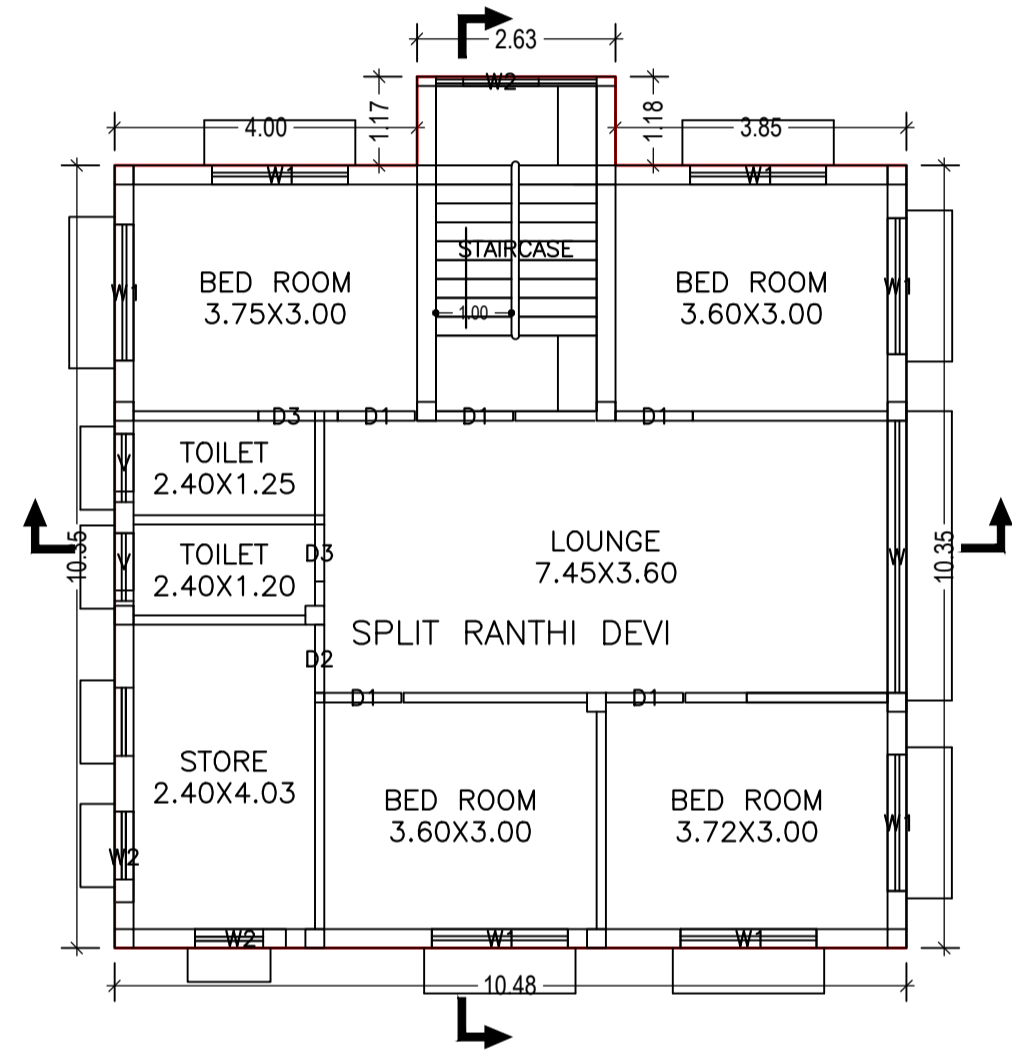 2.63
W2
4.00
1.17
1.18
3.85
W1
W1
STAIRCASE
BED ROOM
3.75X3.00
BED ROOM
3.60X3.00
W1
W1
1.00
D3
D1
D1
D1
V
TOILET
2.40X1.25
10.35
V
TOILET
2.40X1.20
D3
LOUNGE
7.45X3.60
W
10.35
SPLIT RANTHI DEVI
D2
D1
D1
STORE
2.40X4.03
BED ROOM
3.60X3.00
BED ROOM
3.72X3.00
W1
W2
W2
W1
W1
10.48